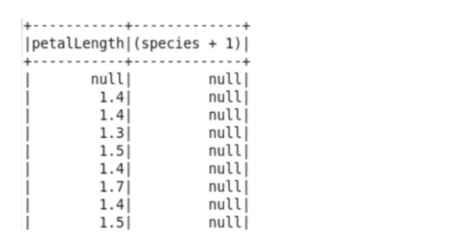 +-----------+-------------+
|petalLength|(species + 1)|
+-----------+-------------+
|       null|         null|
|        1.4|         null|
|        1.4|         null|
|        1.3|         null|
|        1.5|         null|
|        1.4|         null|
|        1.7|         null|
|        1.4|         null|
|        1.5|         null|